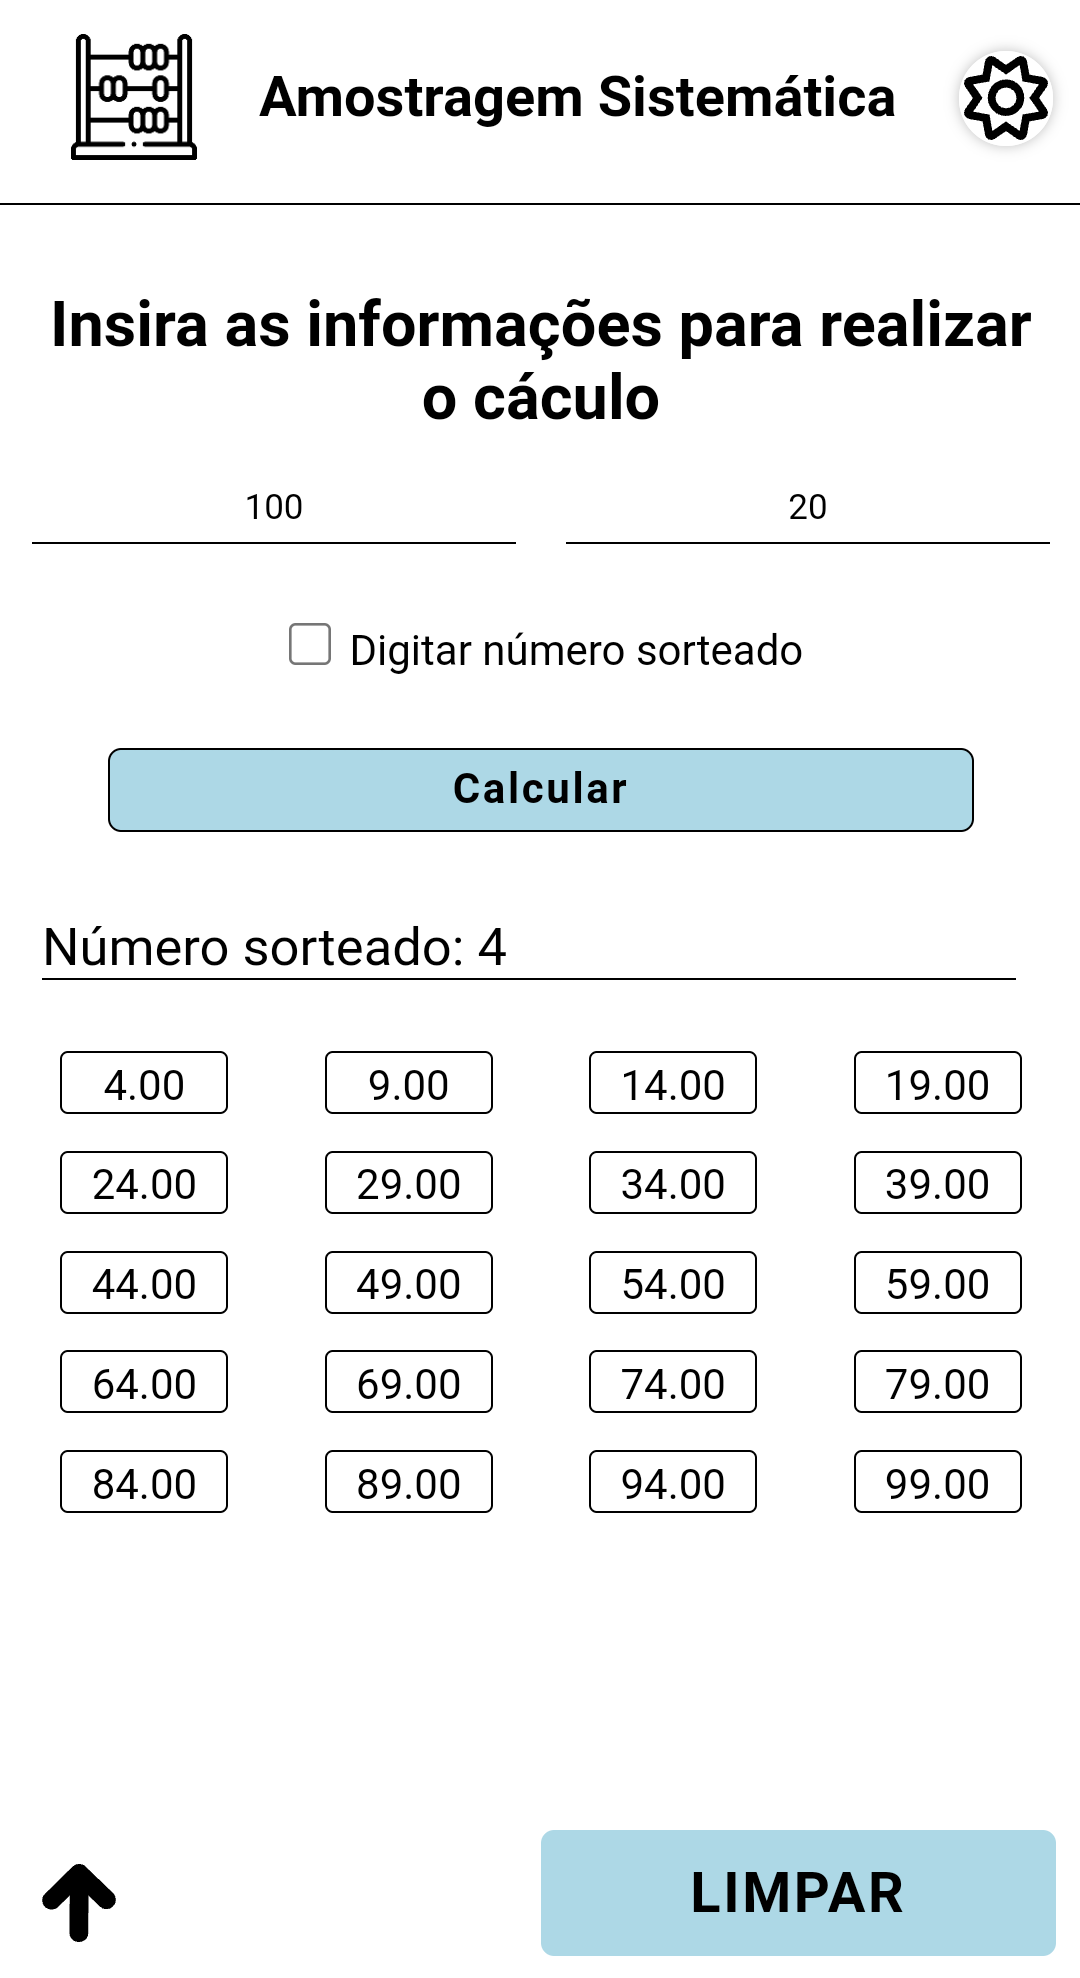 Amostragem Sistemática
Insira as informações para realizar
o cáculo
100 20
Digitar número sorteado
Calcular
Número sorteado: 4
4.00 9.00 14.00 19.00
24.00 29.00 34.00 39.00
44.00 49.00 54.00 59.00
64.00 69.00 74.00 79.00
84.00 89.00 94.00 99.00
LIMPAR